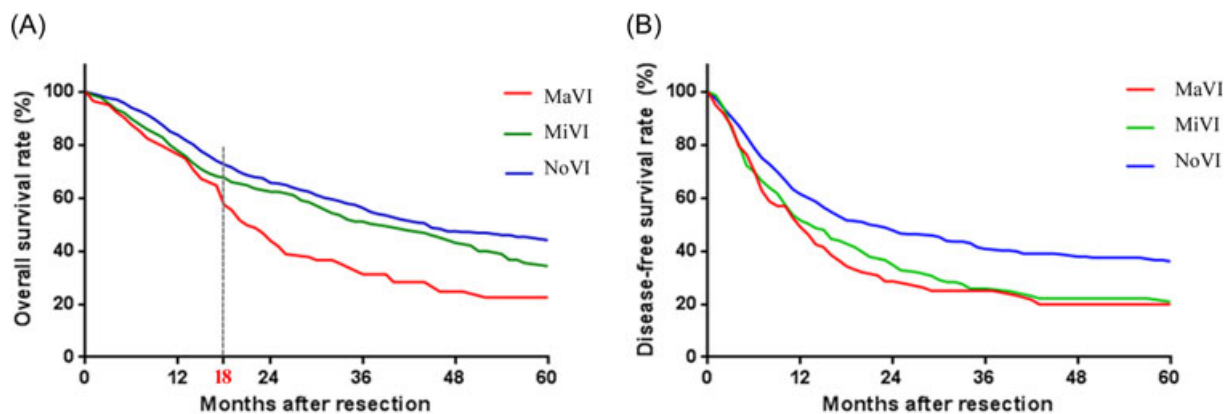 (A)
Overall survival rate (%)
100
80
60
40
20
0
0 12 18 24 36 48 60
Months after resection
MaVI
MiVI
NoVI
(B)
Disease-free survival rate (%)
100
80
60
40
20
0
0 12 24 36 48 60
Months after resection
MaVI
MiVI
NoVI